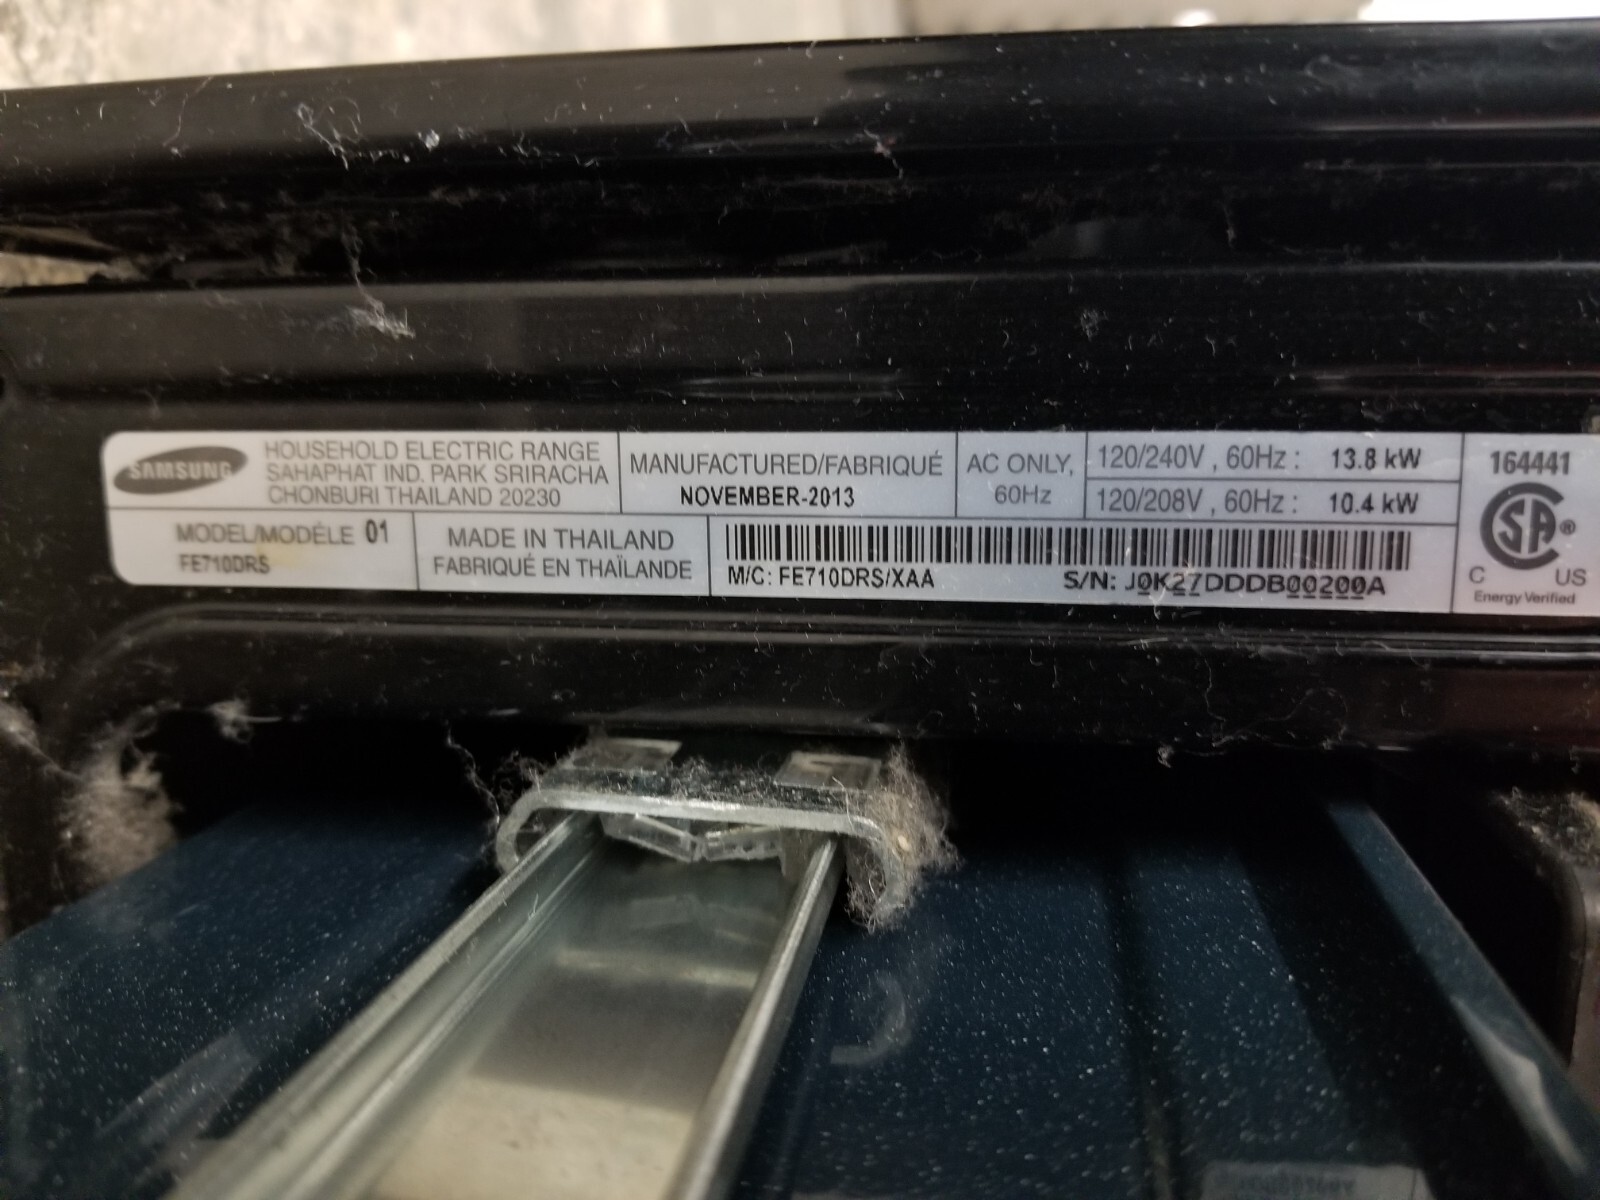 SAMSUNG
HOUSEHOLD ELECTRIC RANGE
SAHAPHAT IND. PARK SRIRACHA
CHONBURI THAILAND 20230
MANUFACTURED/FABRIQUÉ
NOVEMBER-2013
AC ONLY,
60Hz
120/240V , 60Hz : 13.8 kW
120/208V , 60Hz : 10.4 kW
164441
CSA®
C US
Energy Verified
MODEL/MODÉLE 01
FE710DRS
MADE IN THAILAND
FABRIQUÉ EN THAÏLANDE
M/C: FE710DRS/XAA
S/N: J0K27DDDB00200A